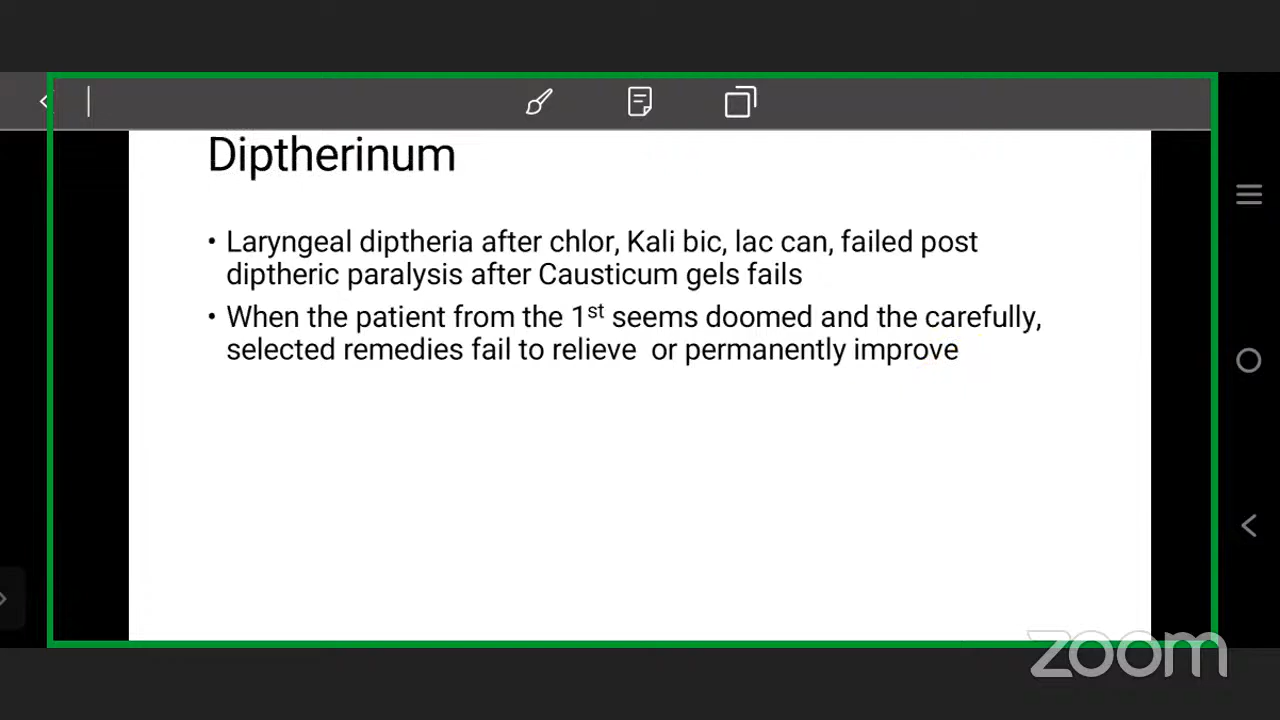 Diptherinum
• Laryngeal diptheria after chlor, Kali bic, lac can, failed post
diptheric paralysis after Causticum gels fails
• When the patient from the 1st seems doomed and the carefully,
selected remedies fail to relieve  or permanently improve
zoom